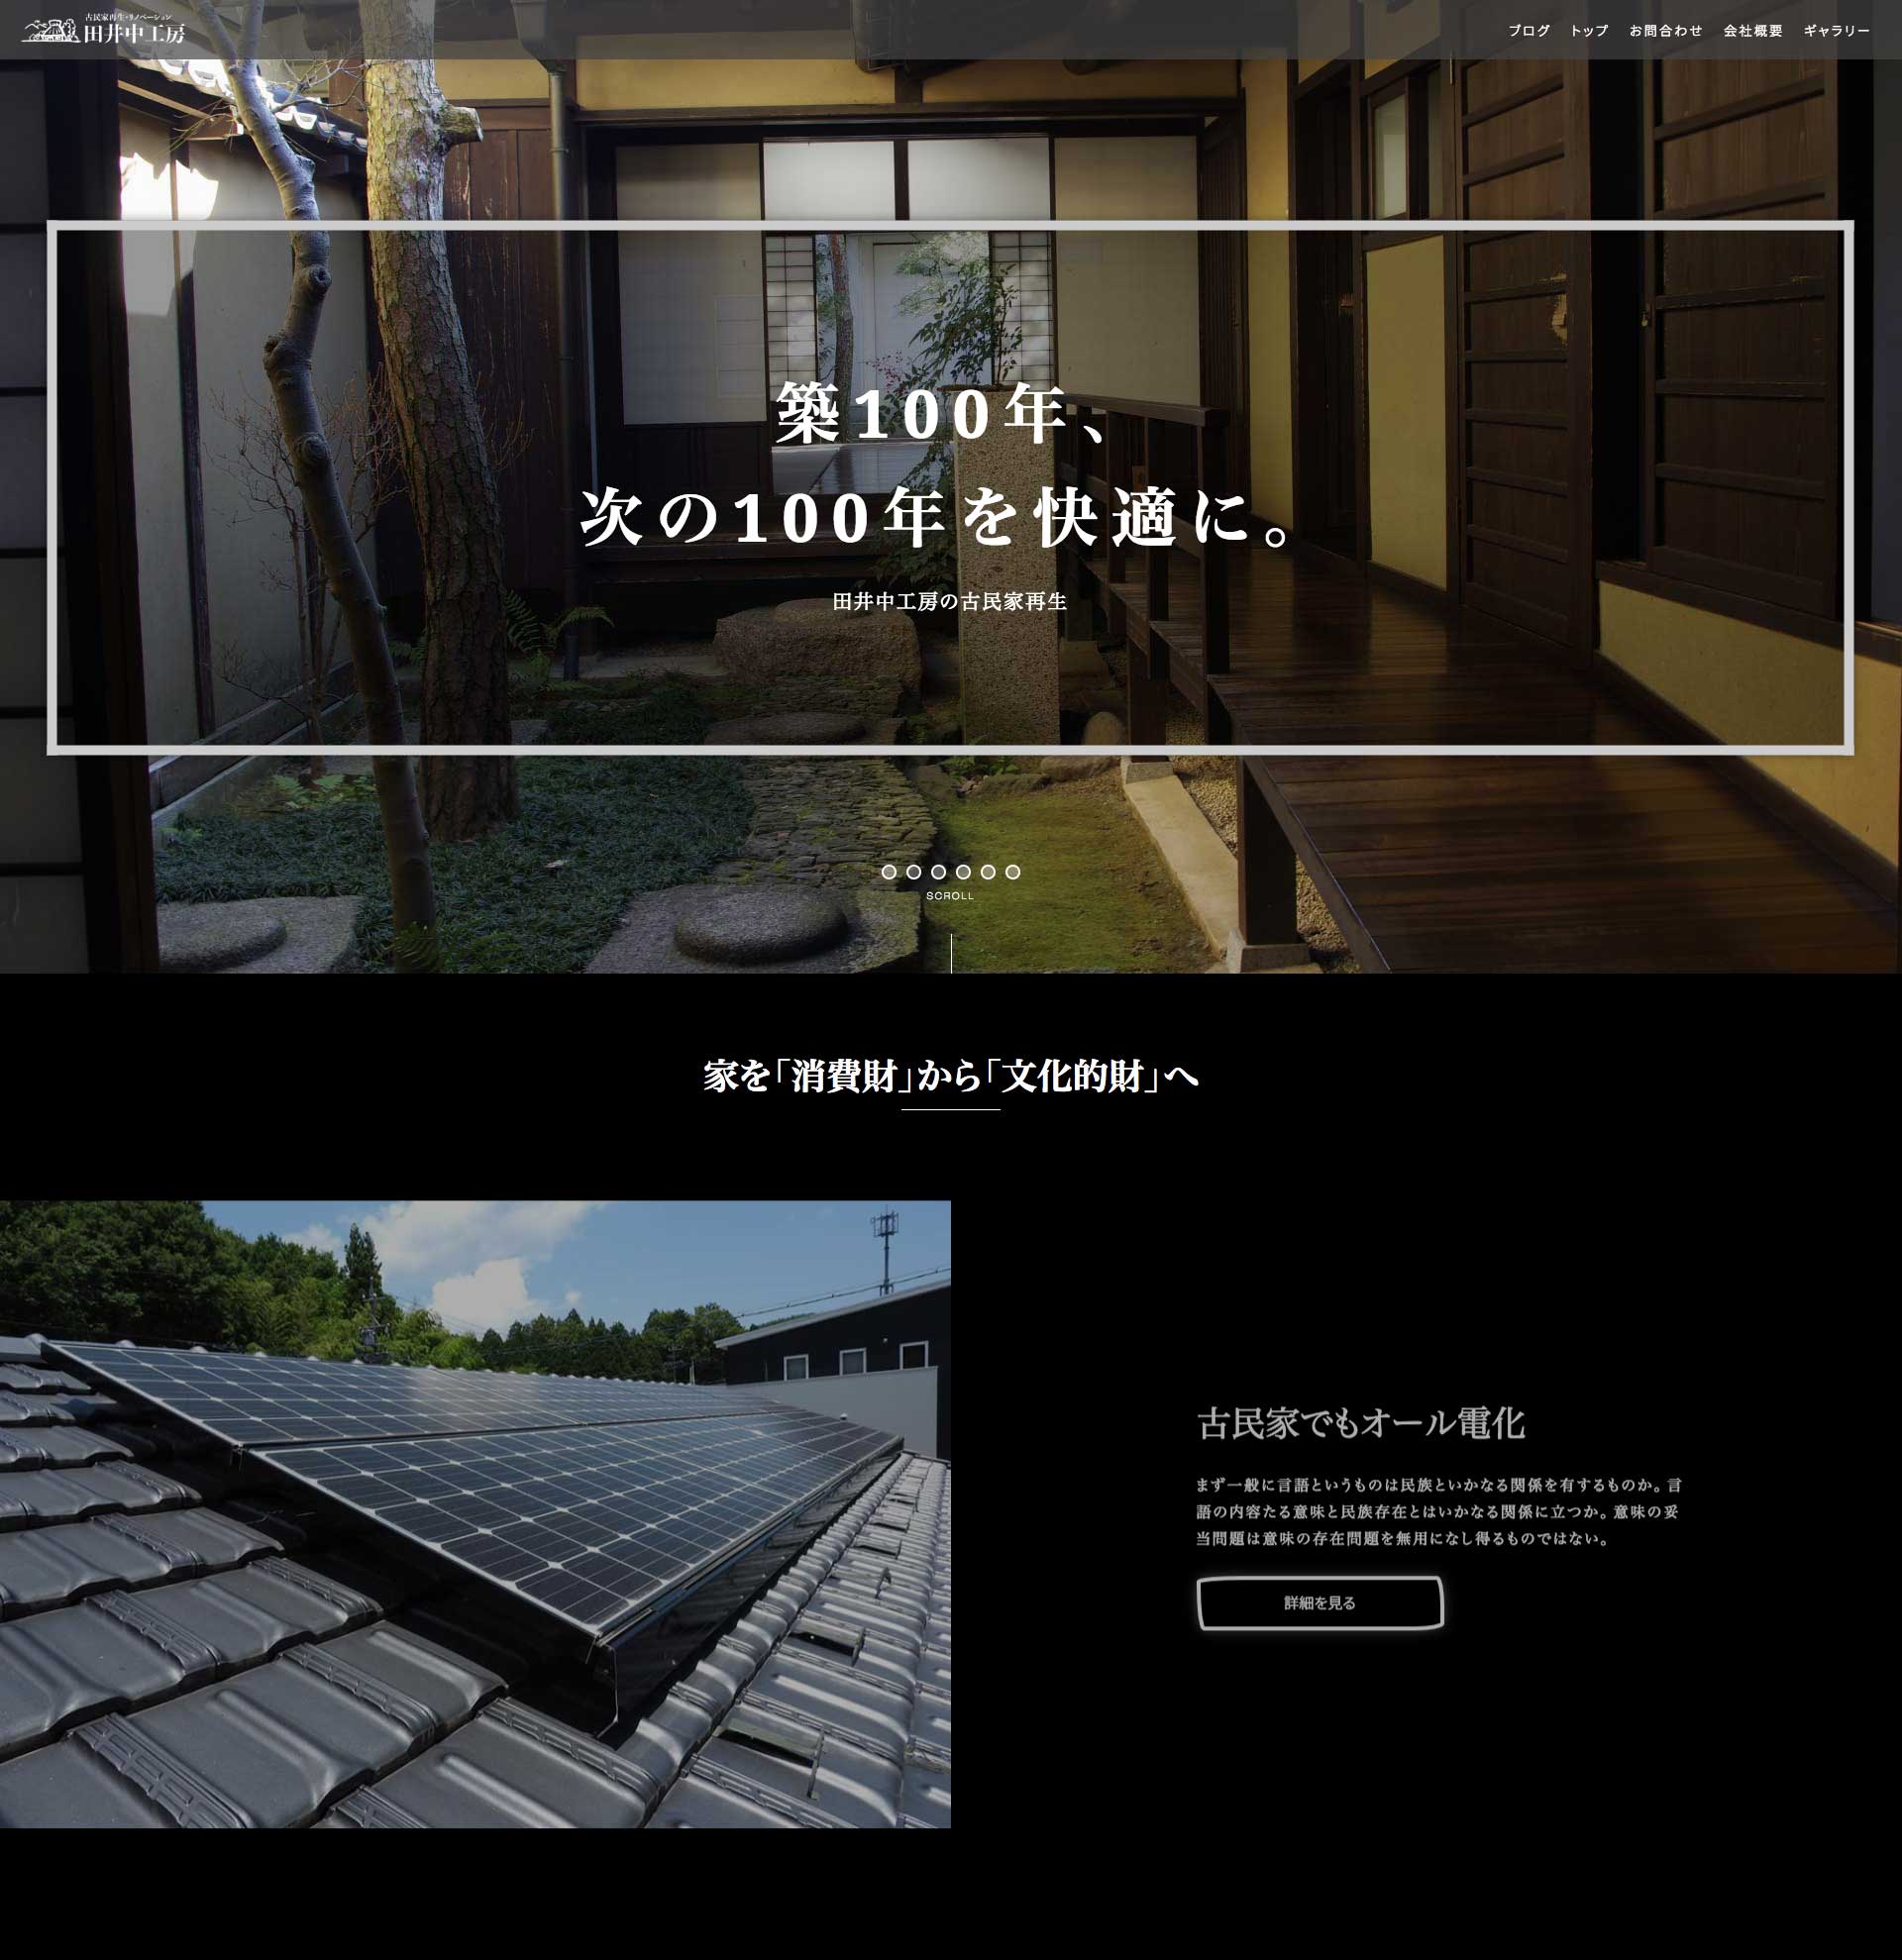 古民家再生・リノベーション
田井中工房
ブログ トップ お問合わせ 会社概要 ギャラリー
築100年、
次の100年を快適に。
田井中工房の古民家再生
SCROLL
家を「消費財」から「文化的財」へ
古民家でもオール電化
まず一般に言語というものは民族といかなる関係を有するものか。言
語の内容たる意味と民族存在とはいかなる関係に立つか。意味の妥
当問題は意味の存在問題を無用になし得るものではない。
詳細を見る